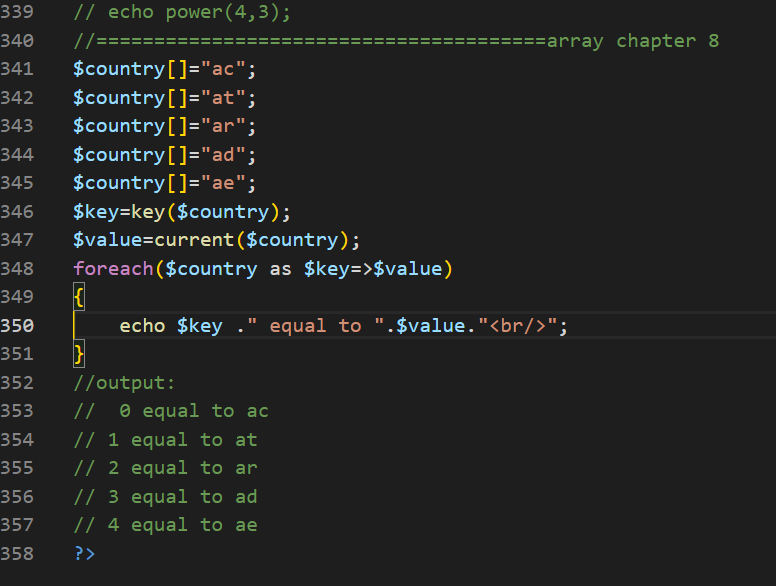 339 // echo power(4,3);
340 //=======================================array chapter 8
341 $country[]="ac";
342 $country[]="at";
343 $country[]="ar";
344 $country[]="ad";
345 $country[]="ae";
346 $key=key($country);
347 $value=current($country);
348 foreach($country as $key=>$value)
349 {
350     echo $key ." equal to ".$value."<br/>";
351 }
352 //output:
353 //  0 equal to ac
354 // 1 equal to at
355 // 2 equal to ar
356 // 3 equal to ad
357 // 4 equal to ae
358 ?>